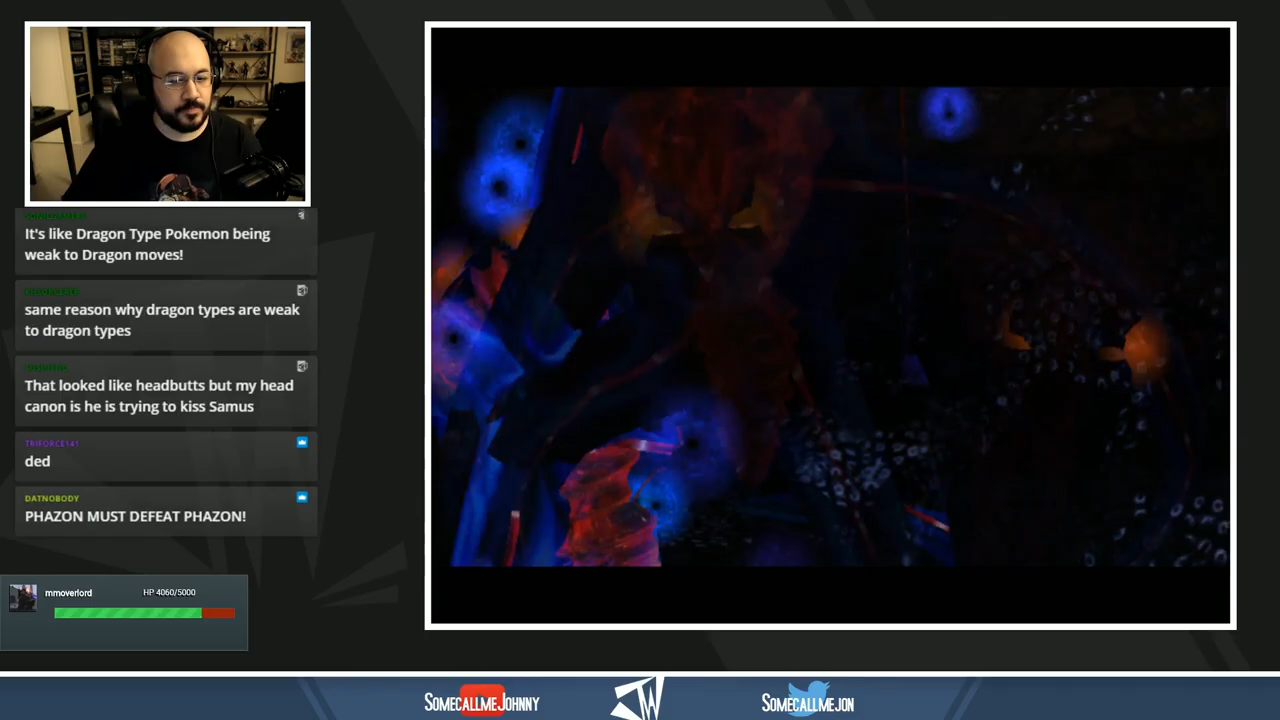 It's like Dragon Type Pokemon being
weak to Dragon moves!
same reason why dragon types are weak
to dragon types
That looked like headbutts but my head
canon is he is trying to kiss Samus
TRIFORCE141
ded
DATNOBODY
PHAZON MUST DEFEAT PHAZON!
mmoverlord HP 4060/5000
SOMECALLMEJOHNNY
SOMECALLMEJON